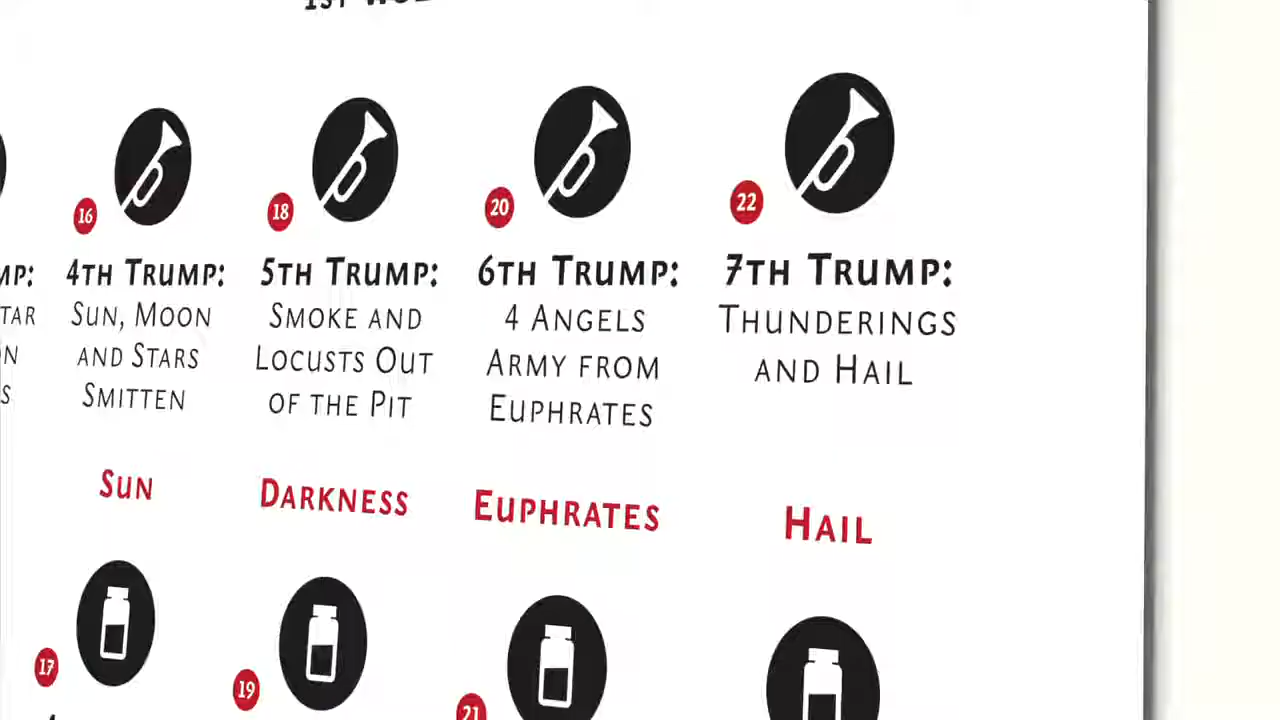 1ST
16
18
20
22
4TH TRUMP:
SUN, MOON
AND STARS
SMITTEN
5TH TRUMP:
SMOKE AND
LOCUSTS OUT
OF THE PIT
6TH TRUMP:
4 ANGELS
ARMY FROM
EUPHRATES
7TH TRUMP:
THUNDERINGS
AND HAIL
SUN
DARKNESS
EUPHRATES
HAIL
17
19
21